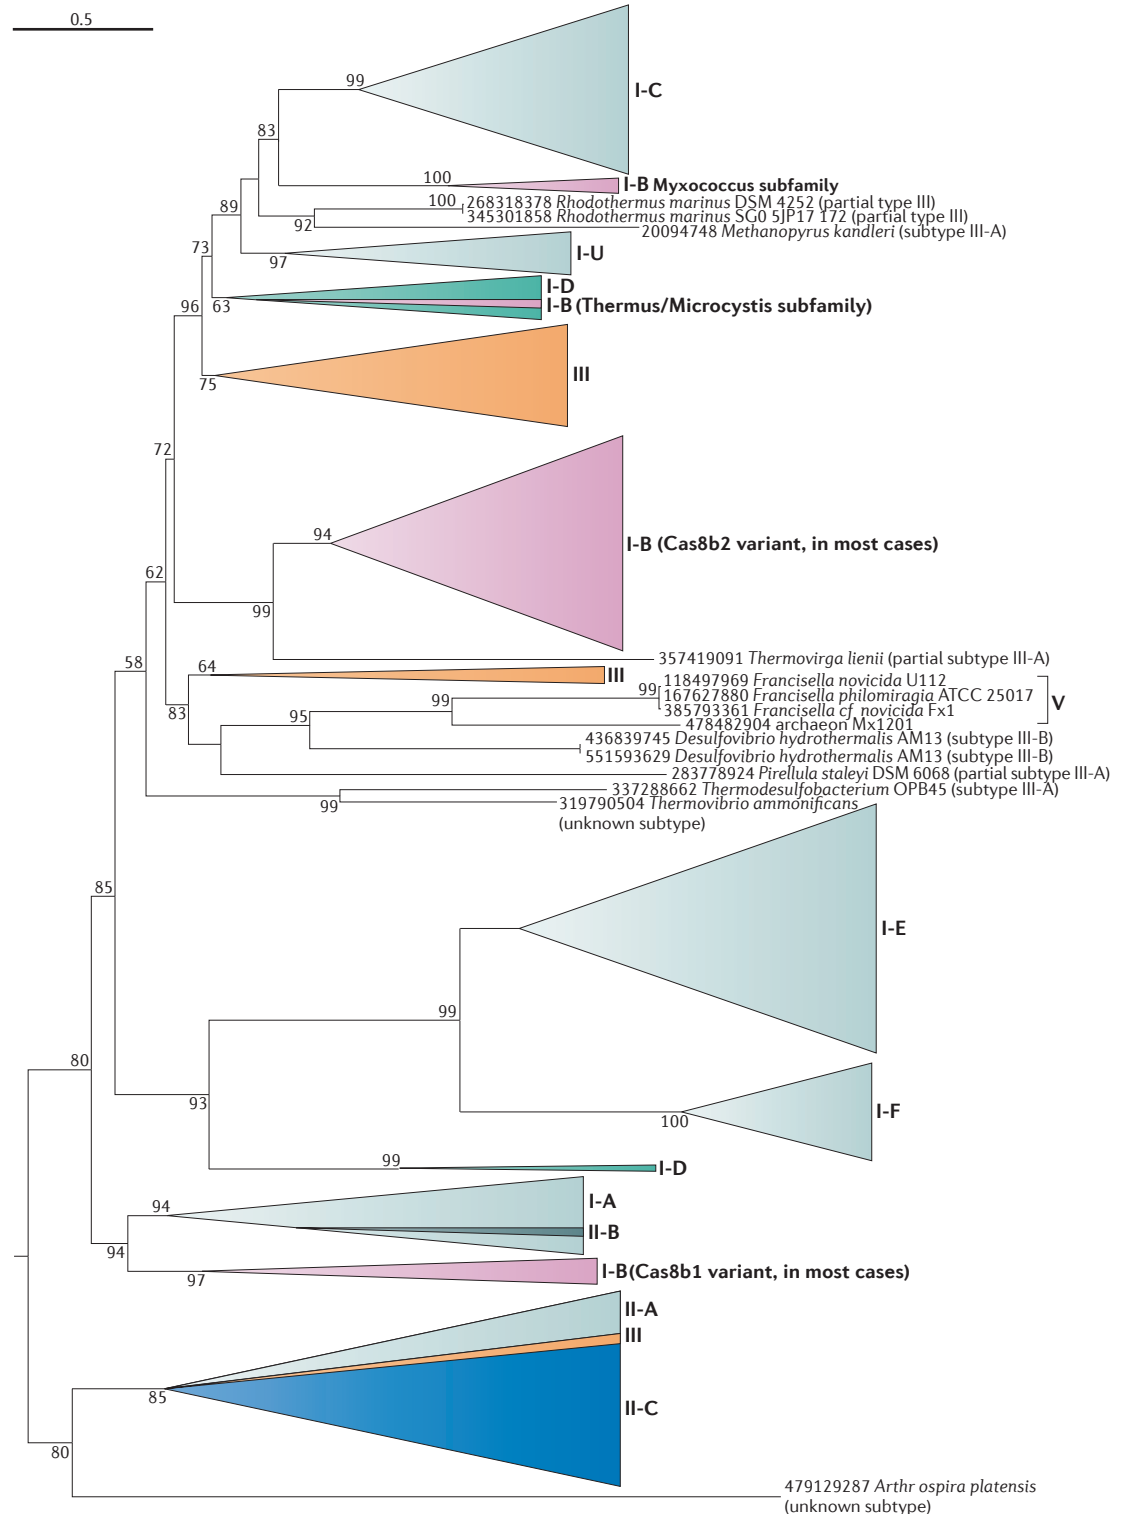 0.5
99
I-C
83
100
I-B Myxococcus subfamily
100
268318378 Rhodothermus marinus DSM 4252 (partial type III)
89
345301858 Rhodothermus marinus SG0 5JP17 172 (partial type III)
92
20094748 Methanopyrus kandleri (subtype III-A)
73
I-U
97
I-D
96
63
I-B (Thermus/Microcystis subfamily)
III
75
72
94
I-B (Cas8b2 variant, in most cases)
62
99
58
357419091 Thermovirga lienii (partial subtype III-A)
64
III
118497969 Francisella novicida U112
99
167627880 Francisella philomiragia ATCC 25017
V
99
385793361 Francisella cf novicida Fx1
83
95
478482904 archaeon Mx1201
436839745 Desulfovibrio hydrothermalis AM13 (subtype III-B)
551593629 Desulfovibrio hydrothermalis AM13 (subtype III-B)
283778924 Pirellula staleyi DSM 6068 (partial subtype III-A)
337288662 Thermodesulfobacterium OPB45 (subtype III-A)
99
319790504 Thermovibrio ammonificans
(unknown subtype)
85
I-E
99
80
93
I-F
100
99
I-D
94
I-A
II-B
94
97
I-B(Cas8b1 variant, in most cases)
II-A
III
85
II-C
80
479129287 Arthr ospira platensis
(unknown subtype)